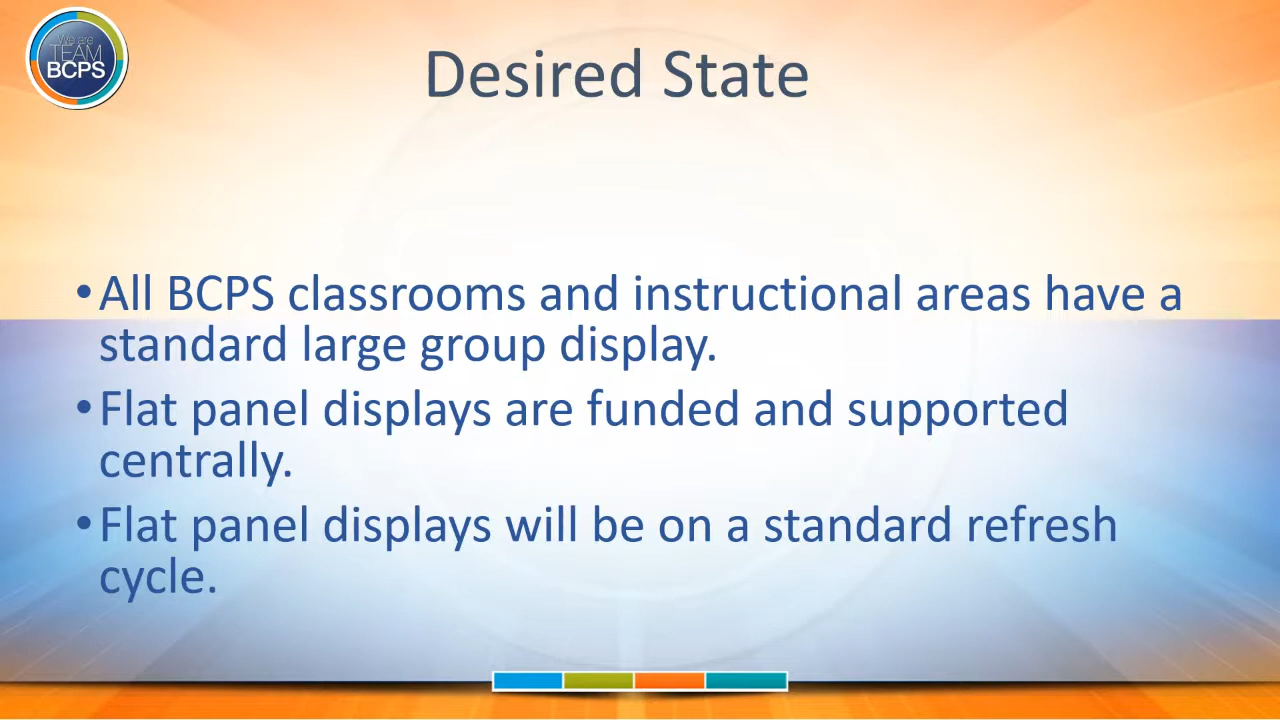 We are
TEAM
BCPS
Desired State
•All BCPS classrooms and instructional areas have a
standard large group display.
•Flat panel displays are funded and supported
centrally.
•Flat panel displays will be on a standard refresh
cycle.